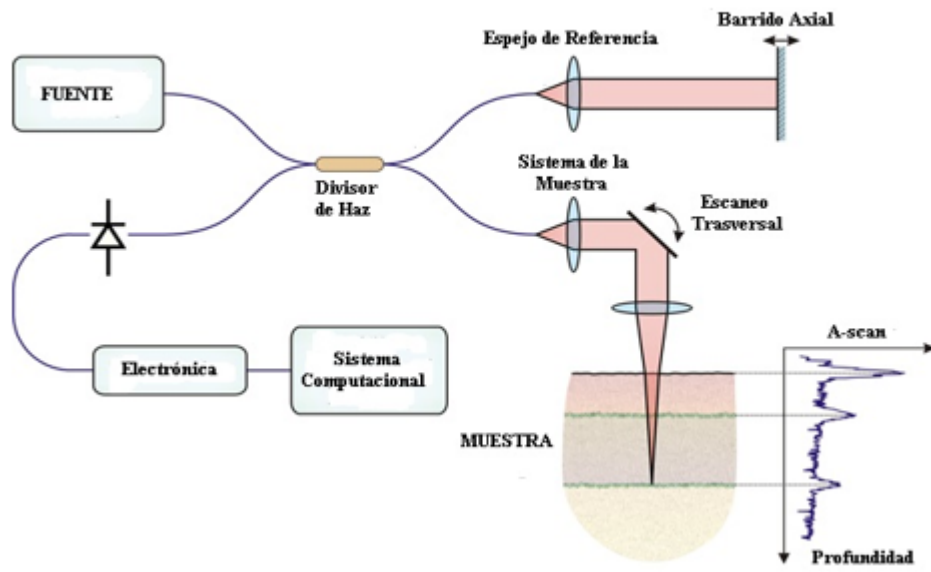 Barrido Axial
Espejo de Referencia
FUENTE
Sistema de la
Muestra
Divisor
de Haz
Escaneo
Trasversal
A-scan
Electrónica
Sistema
Computacional
MUESTRA
Profundidad